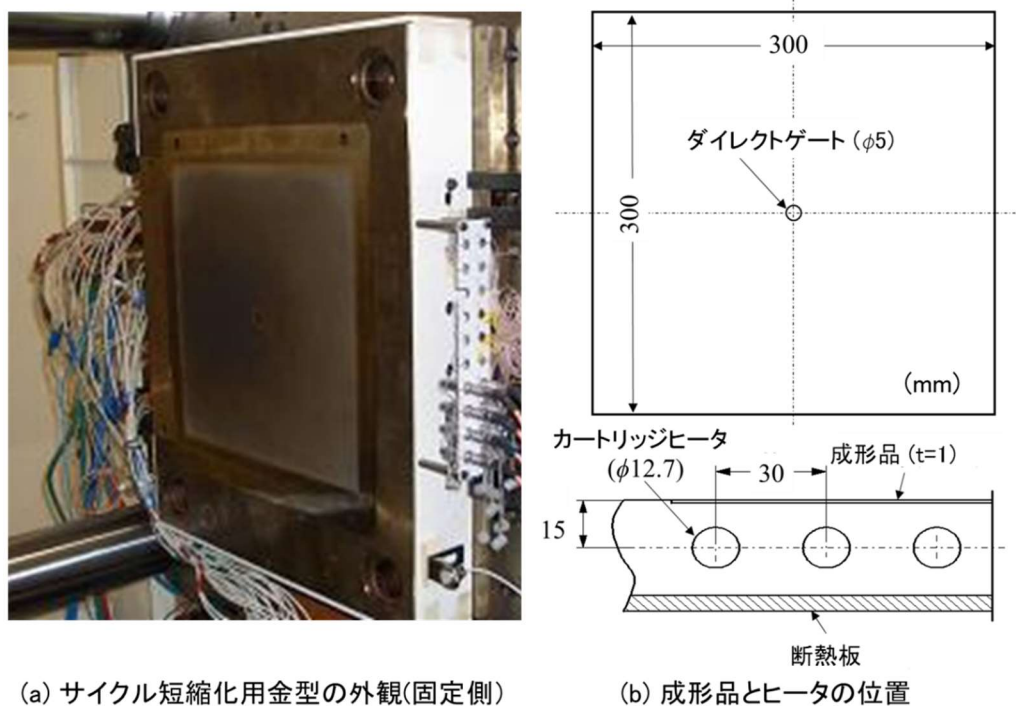 300
ダイレクトゲート (φ5)
300
(mm)
カートリッジヒータ
(φ12.7)
30
成形品 (t=1)
15
断熱板
(a) サイクル短縮化用金型の外観(固定側)
(b) 成形品とヒータの位置